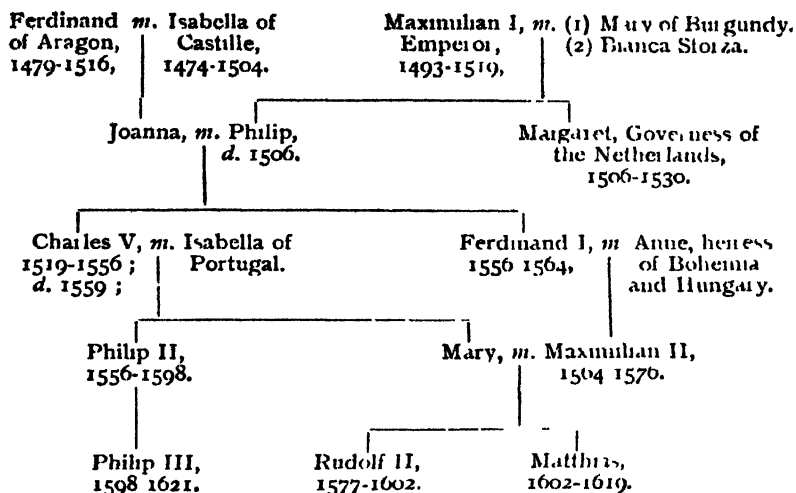 Ferdinand m. Isabella of
of Aragon, Castille,
1479-1516, 1474-1504.
Maximilian I, m. (1) Mary of Burgundy.
Emperor, (2) Bianca Sforza.
1493-1519,
Joanna, m. Philip,
d. 1506.
Margaret, Governess of
the Netherlands,
1506-1530.
Charles V, m. Isabella of
1519-1556 ; Portugal.
d. 1559 ;
Ferdinand I, m Anne, heiress
1556 1564, of Bohemia
and Hungary.
Philip II,
1556-1598.
Mary, m. Maximilian II,
1564 1576.
Philip III,
1598 1621.
Rudolf II,
1577-1602.
Matthias,
1602-1619.